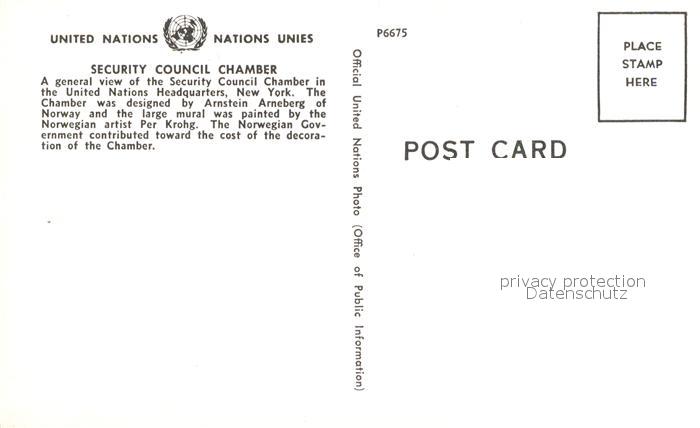 UNITED NATIONS NATIONS UNIES
SECURITY COUNCIL CHAMBER
A general view of the Security Council Chamber in
the United Nations Headquarters, New York. The
Chamber was designed by Arnstein Arneberg of
Norway and the large mural was painted by the
Norwegian artist Per Krohg. The Norwegian Gov-
ernment contributed toward the cost of the decora-
tion of the Chamber.
Official United Nations Photo (Office of Public Information)
P6675
PLACE
STAMP
HERE
POST CARD
privacy protection
Datenschutz